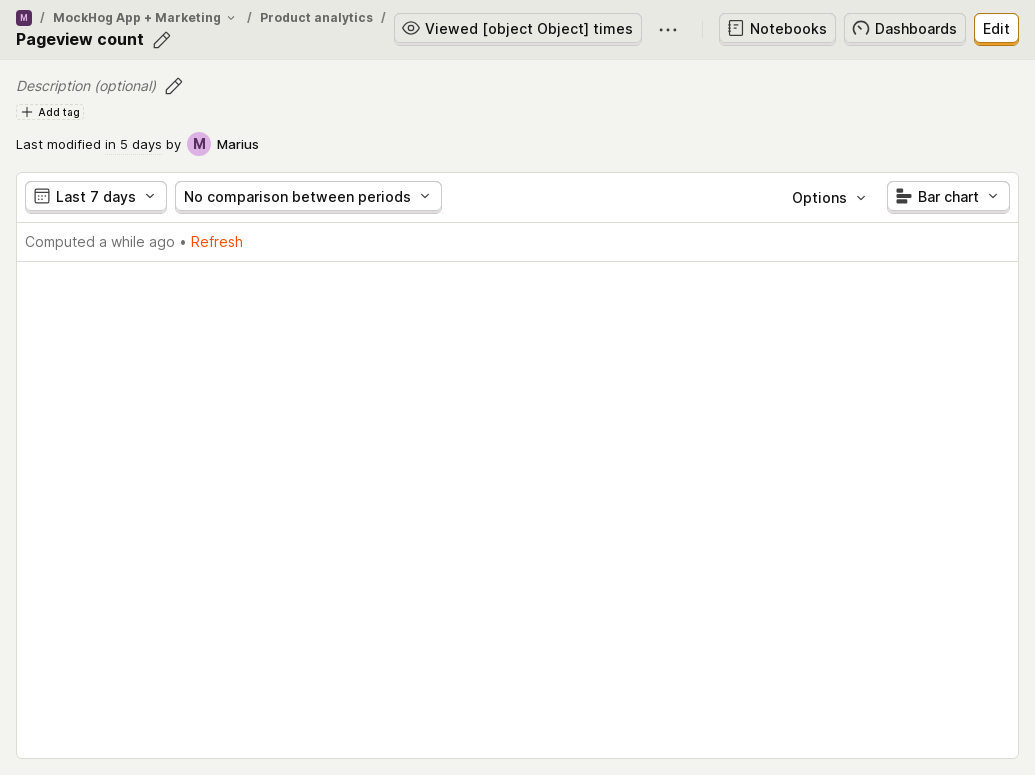 M / MockHog App + Marketing / Product analytics /
Pageview count
Viewed [object Object] times
Notebooks
Dashboards
Edit
Description (optional)
Add tag
Last modified in 5 days by M Marius
Last 7 days
No comparison between periods
Options
Bar chart
Computed a while ago • Refresh